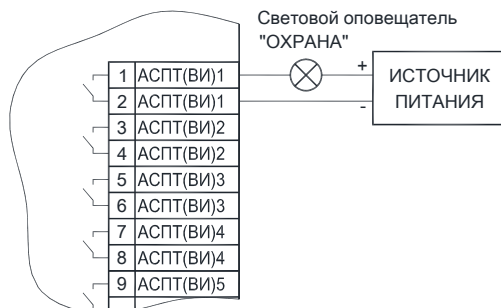 Световой оповещатель
"ОХРАНА"
+
-
ИСТОЧНИК
ПИТАНИЯ
1 АСПТ(ВИ)1
2 АСПТ(ВИ)1
3 АСПТ(ВИ)2
4 АСПТ(ВИ)2
5 АСПТ(ВИ)3
6 АСПТ(ВИ)3
7 АСПТ(ВИ)4
8 АСПТ(ВИ)4
9 АСПТ(ВИ)5